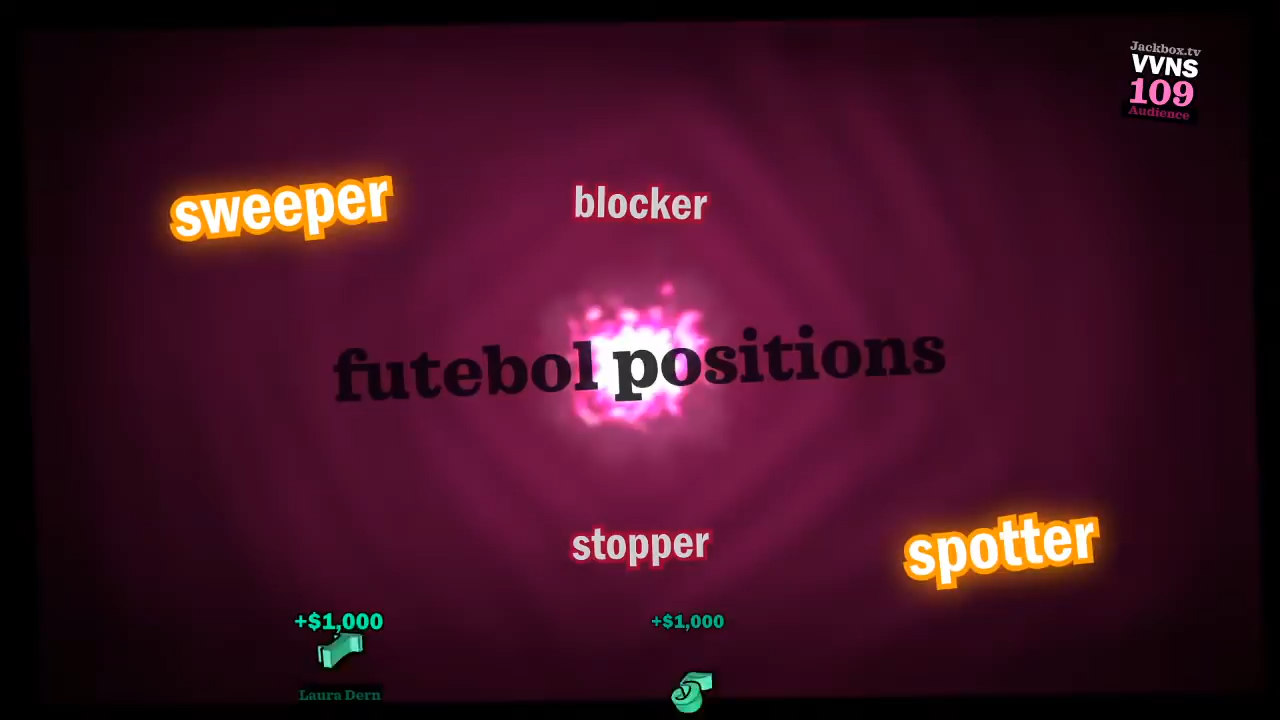 Jackbox.tv
VVNS
109
Audience
sweeper
blocker
futebol positions
stopper
spotter
+$1,000
+$1,000
Laura Dern